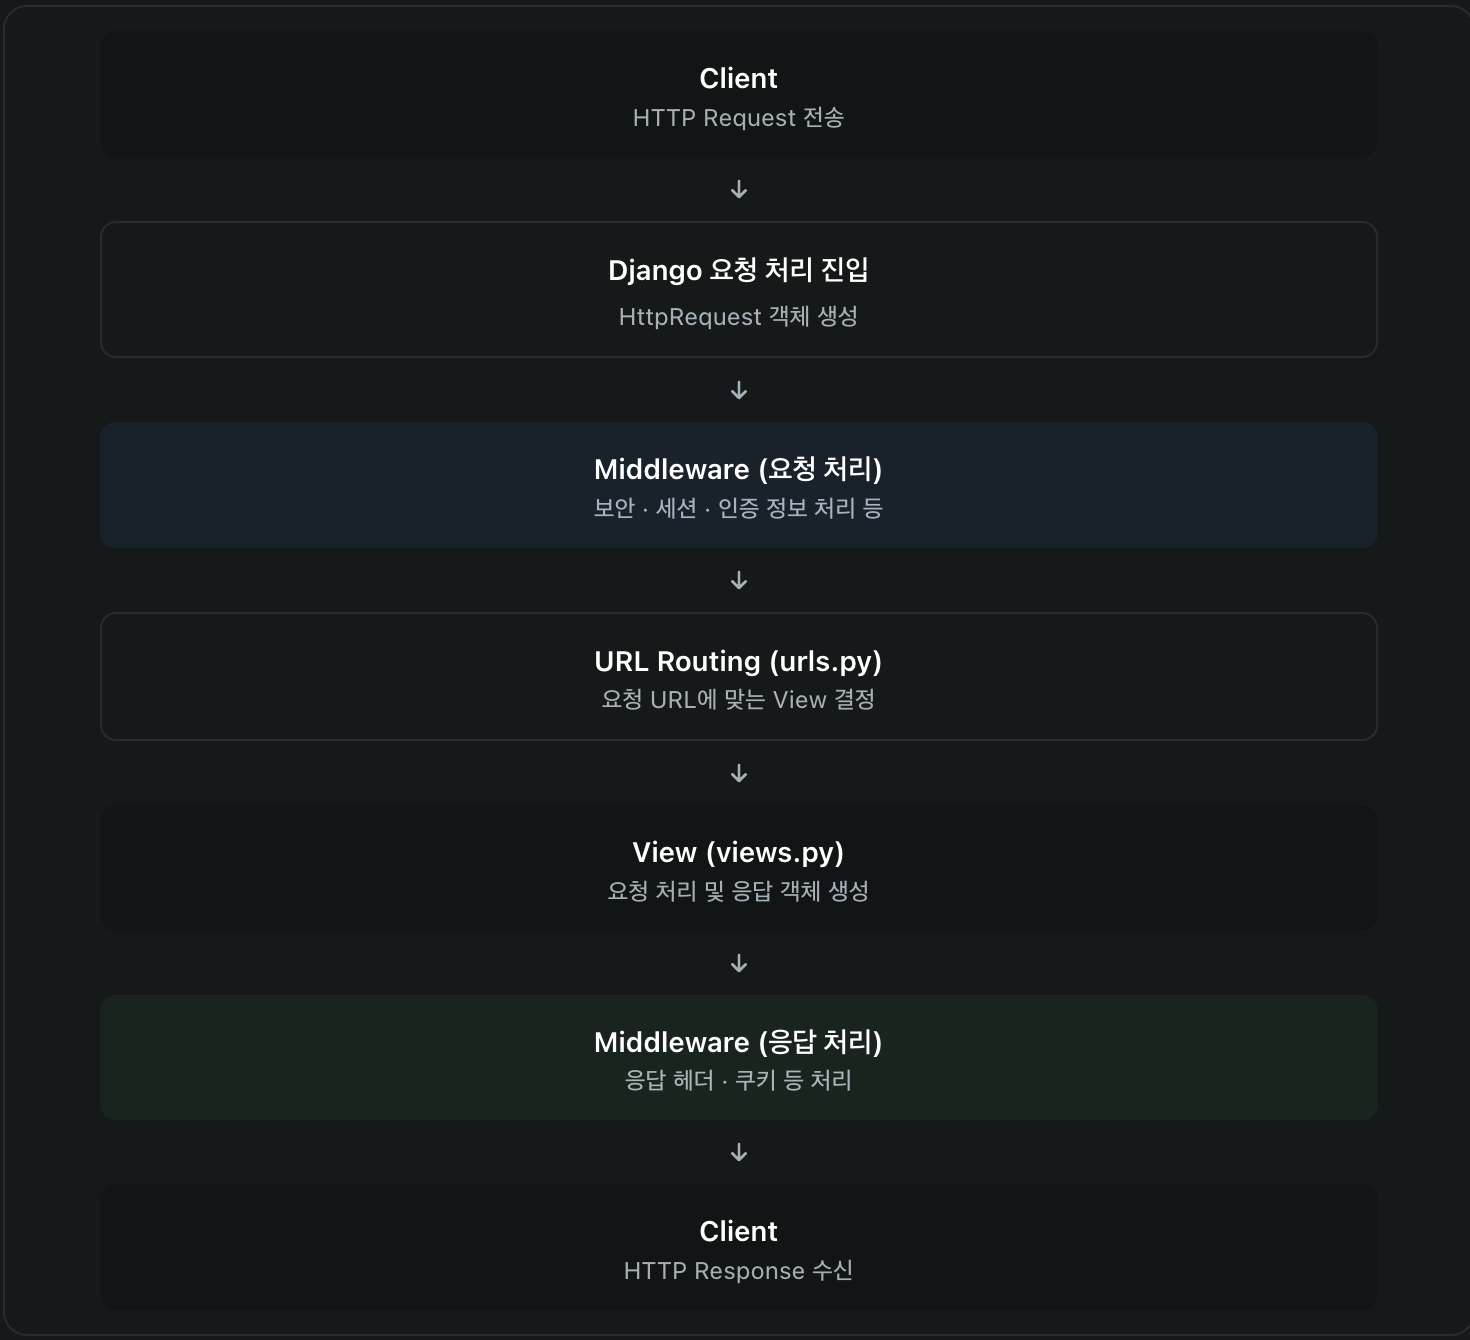 Client
HTTP Request 전송
↓
Django 요청 처리 진입
HttpRequest 객체 생성
↓
Middleware (요청 처리)
보안 · 세션 · 인증 정보 처리 등
↓
URL Routing (urls.py)
요청 URL에 맞는 View 결정
↓
View (views.py)
요청 처리 및 응답 객체 생성
↓
Middleware (응답 처리)
응답 헤더 · 쿠키 등 처리
↓
Client
HTTP Response 수신